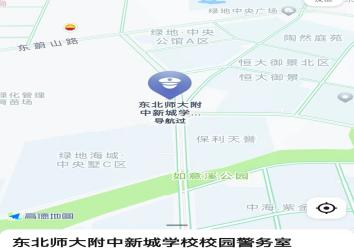 绿地·中央广场
绿地·中央
公馆A区
陶然庭苑
东蔚山路
恒大御景北区
恒大御景
东北师大附
中新城学...
导航过
保利天誉
绿地海城·
中央墅C区
如意溪公园
中海·紫金
高德地图
东北师大附中新城学校校园警务室